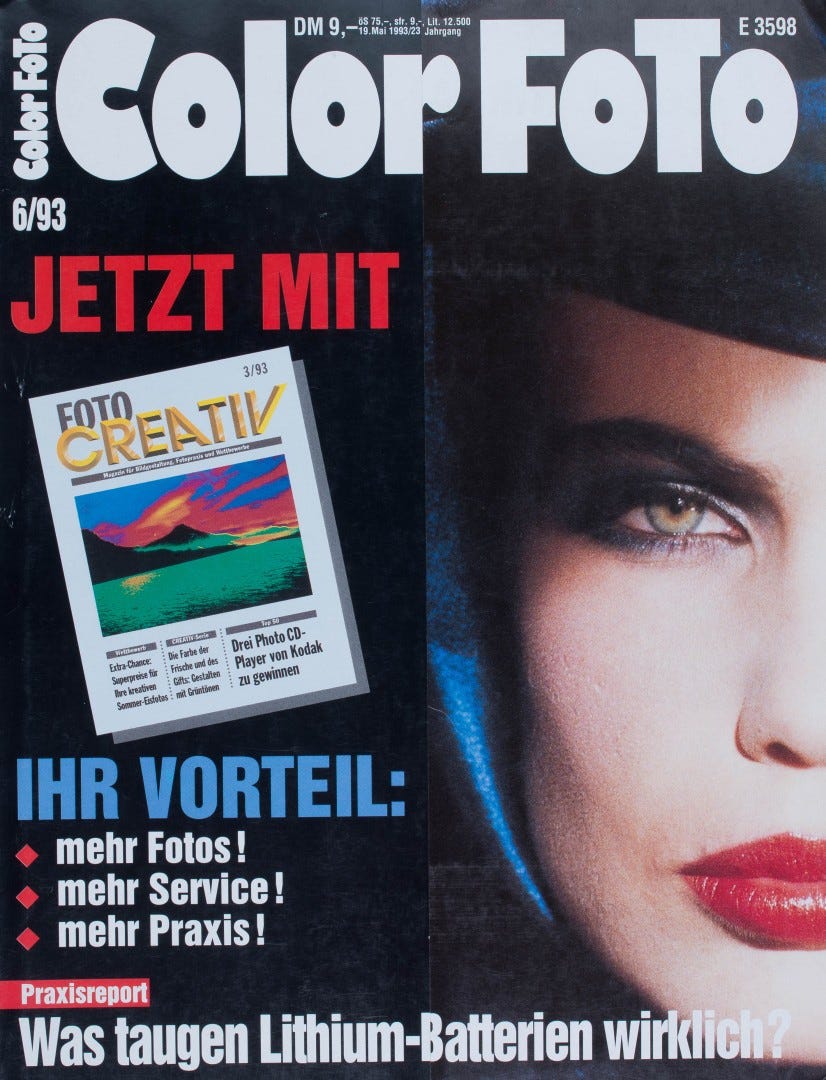 DM 9,– öS 75,–, sfr. 9,–, Lit. 12.500
19.Mai 1993/23 Jahrgang
E 3598
Color FoTo
Color FoTo
6/93
JETZT MIT
3/93
FOTO
CREATIV
Magazin für Bildgestaltung, Fotopraxis und Wettbewerbe
Wettbewerb
Extra-Chance:
Superpreise für
Ihre kreativen
Sommer-Eisfotos
CREATIV-Serie
Die Farbe der
Frische und des
Gifts: Gestalten
mit Grüntönen
Top 50
Drei Photo CD-
Player von Kodak
zu gewinnen
IHR VORTEIL:
mehr Fotos!
mehr Service!
mehr Praxis!
Praxisreport
Was taugen Lithium-Batterien wirklich?